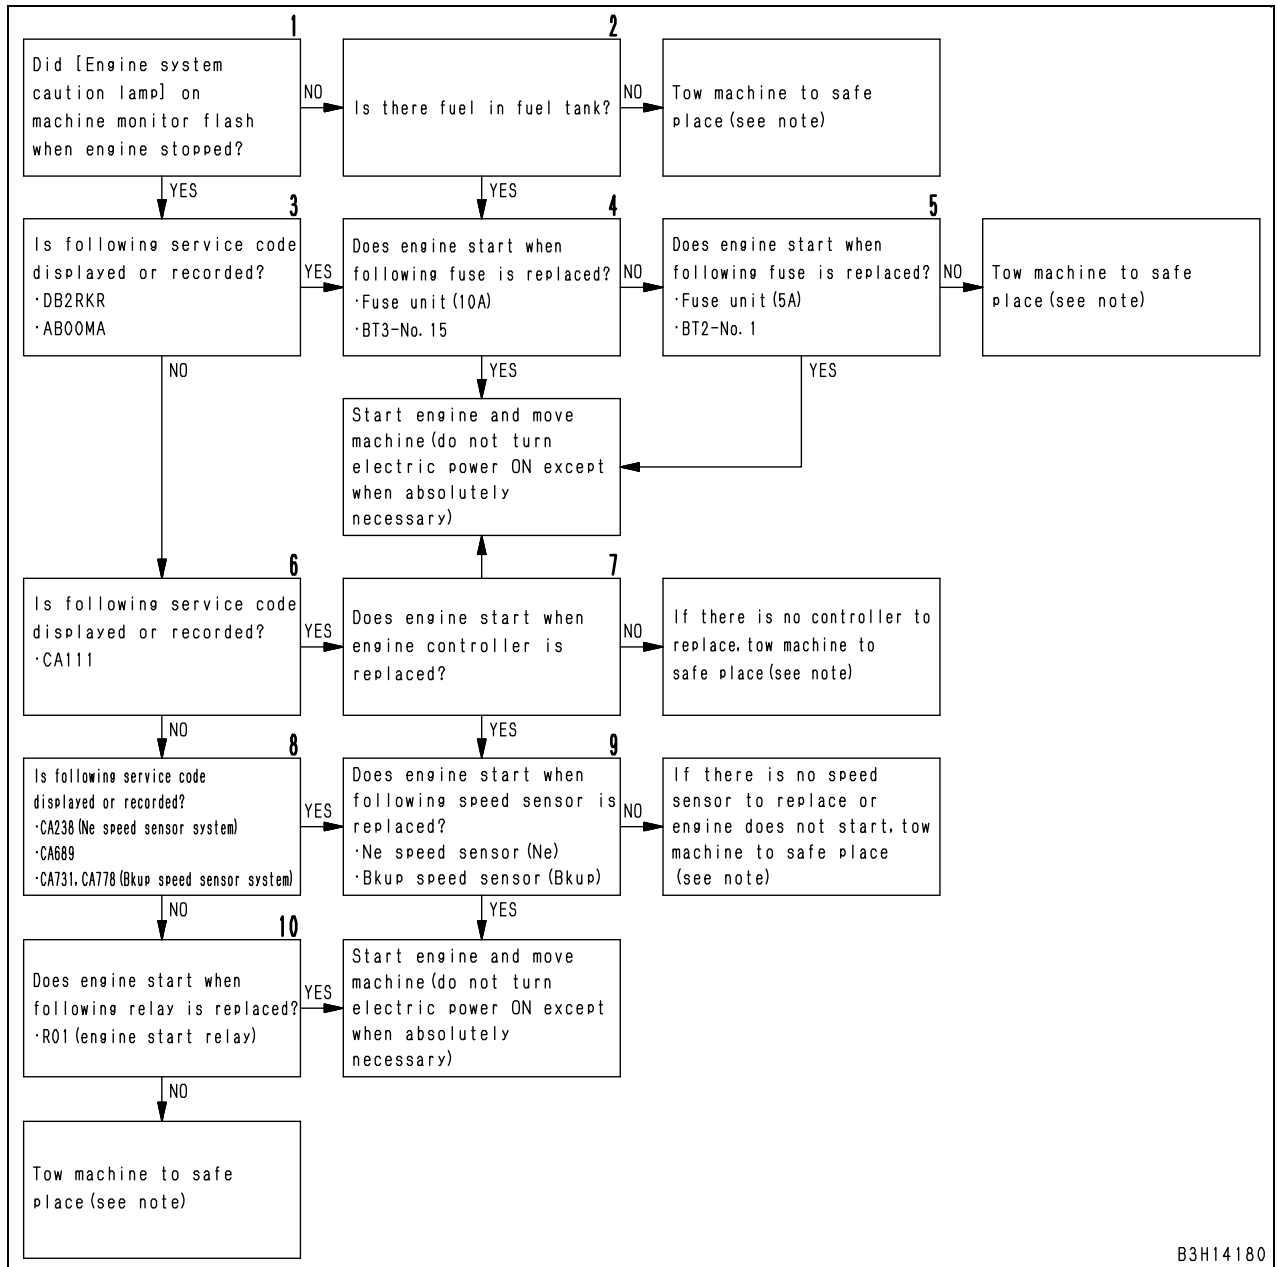 1
Did [Engine system
caution lamp] on
machine monitor flash
when engine stopped?
NO
2
Is there fuel in fuel tank?
NO
Tow machine to safe
place(see note)
YES
YES
3
Is following service code
displayed or recorded?
·DB2RKR
·AB00MA
YES
4
Does engine start when
following fuse is replaced?
·Fuse unit(10A)
·BT3-No.15
NO
5
Does engine start when
following fuse is replaced?
·Fuse unit(5A)
·BT2-No.1
NO
Tow machine to safe
place(see note)
NO
YES
YES
Start engine and move
machine(do not turn
electric power ON except
when absolutely
necessary)
6
Is following service code
displayed or recorded?
·CA111
YES
7
Does engine start when
engine controller is
replaced?
NO
If there is no controller to
replace,tow machine to
safe place(see note)
NO
YES
8
Is following service code
displayed or recorded?
·CA238(Ne speed sensor system)
·CA689
·CA731,CA778(Bkup speed sensor system)
YES
9
Does engine start when
following speed sensor is
replaced?
·Ne speed sensor(Ne)
·Bkup speed sensor(Bkup)
NO
If there is no speed
sensor to replace or
engine does not start,tow
machine to safe place
(see note)
NO
YES
10
Does engine start when
following relay is replaced?
·R01(engine start relay)
YES
Start engine and move
machine(do not turn
electric power ON except
when absolutely
necessary)
NO
Tow machine to safe
place(see note)
B3H14180